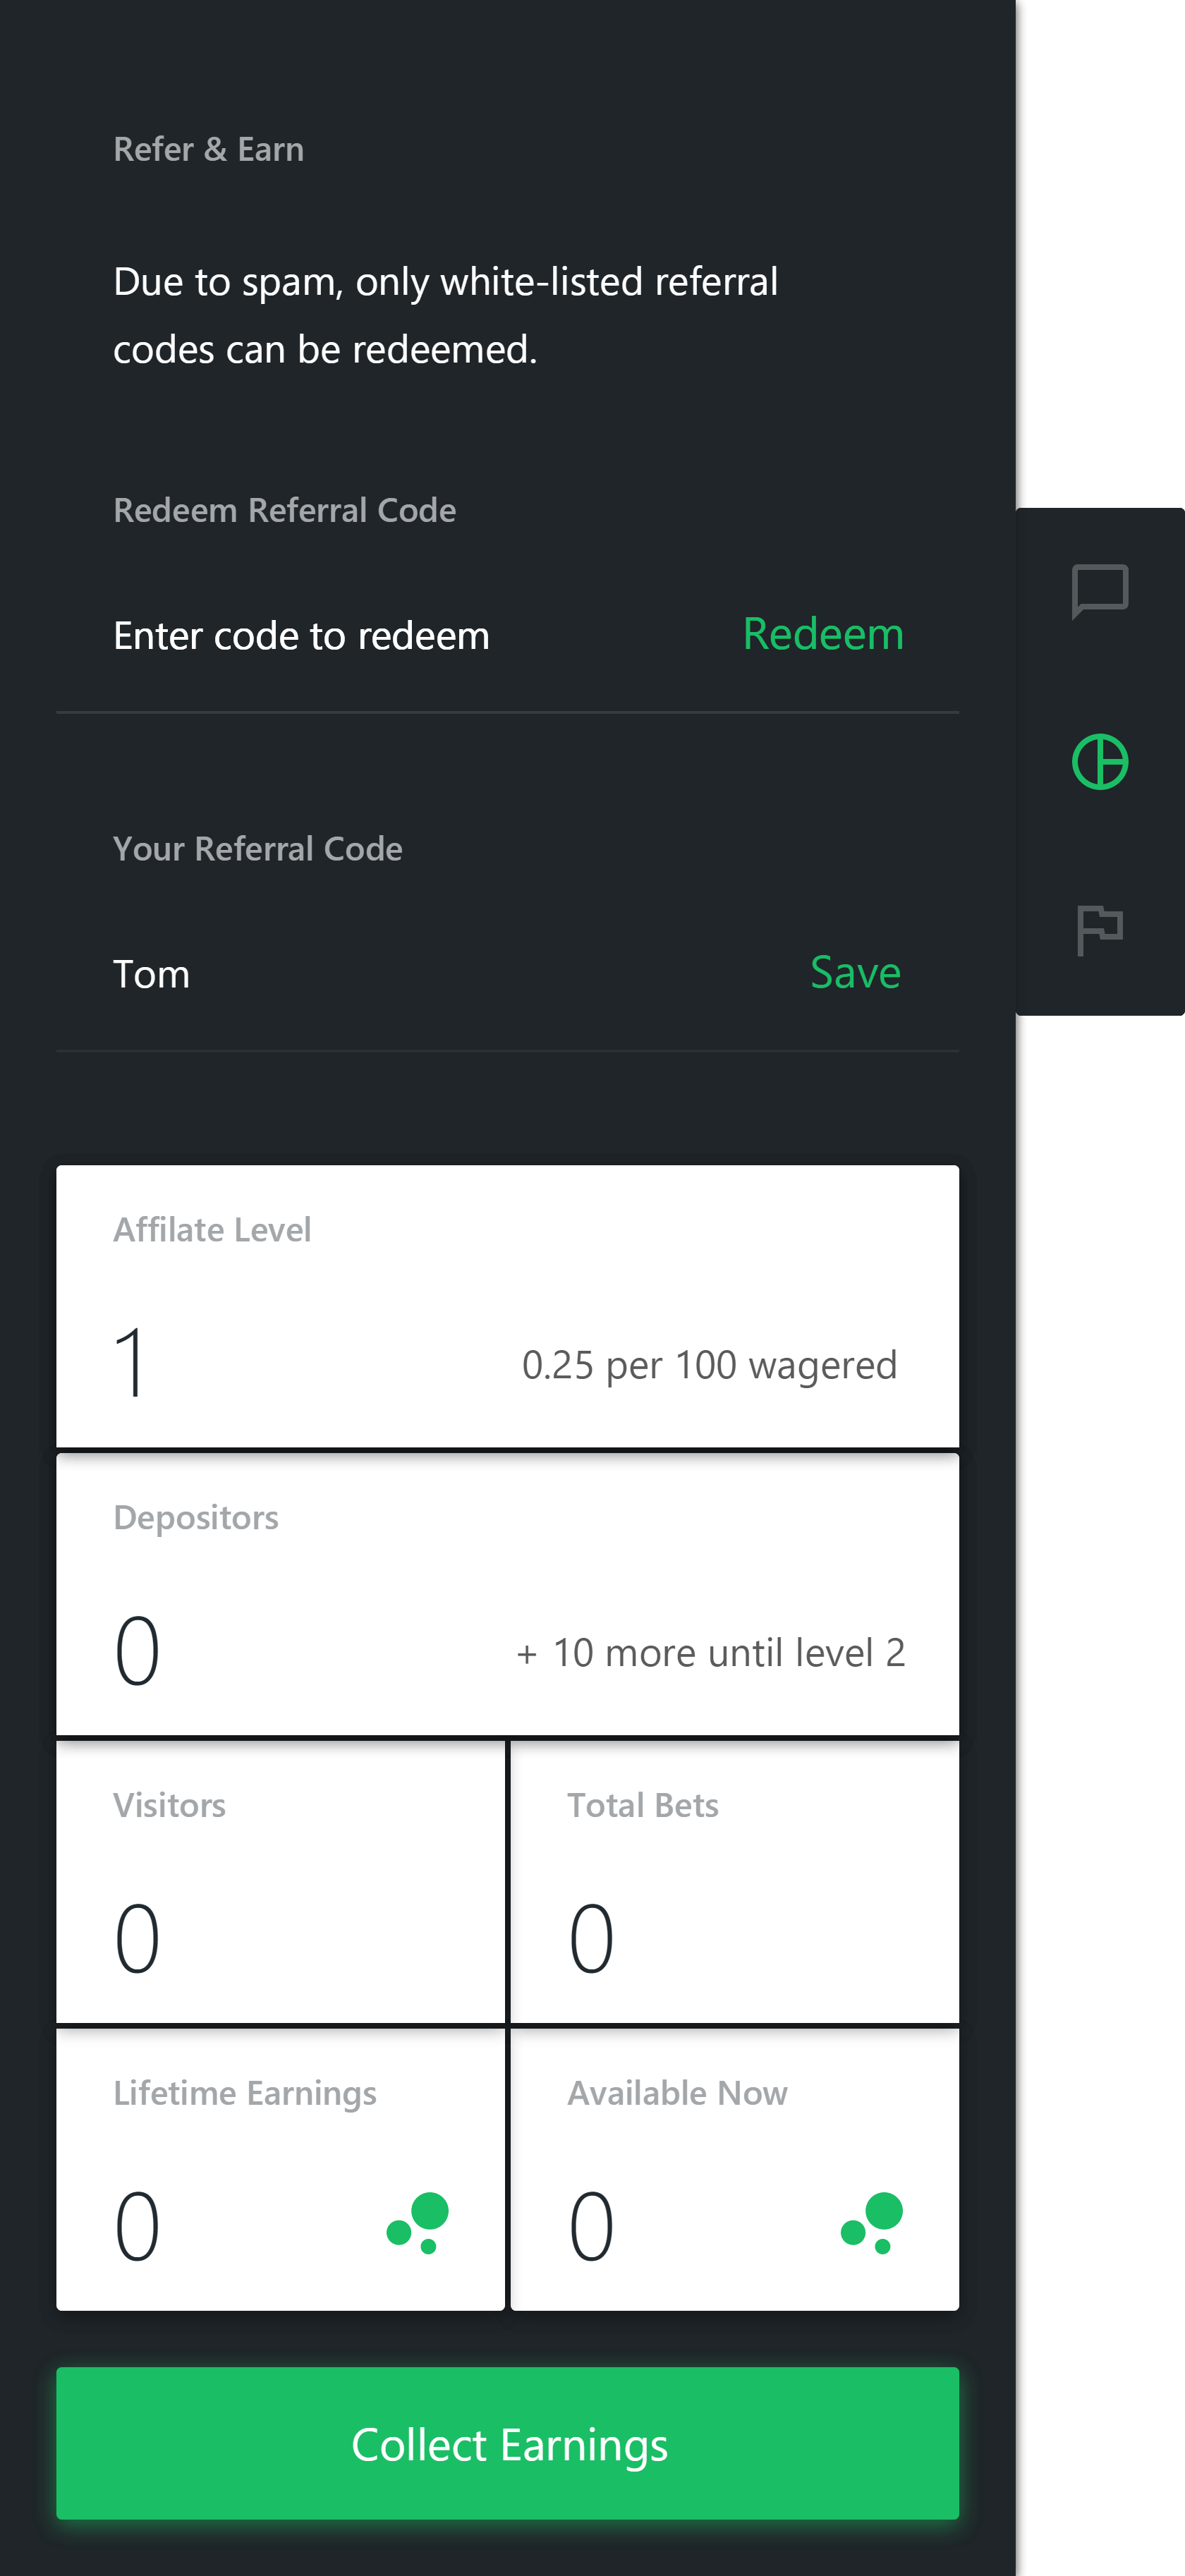 Refer & Earn
Due to spam, only white-listed referral
codes can be redeemed.
Redeem Referral Code
Enter code to redeem
Redeem
Your Referral Code
Tom
Save
Affilate Level
1
0.25 per 100 wagered
Depositors
0
+ 10 more until level 2
Visitors
0
Total Bets
0
Lifetime Earnings
0
Available Now
0
Collect Earnings